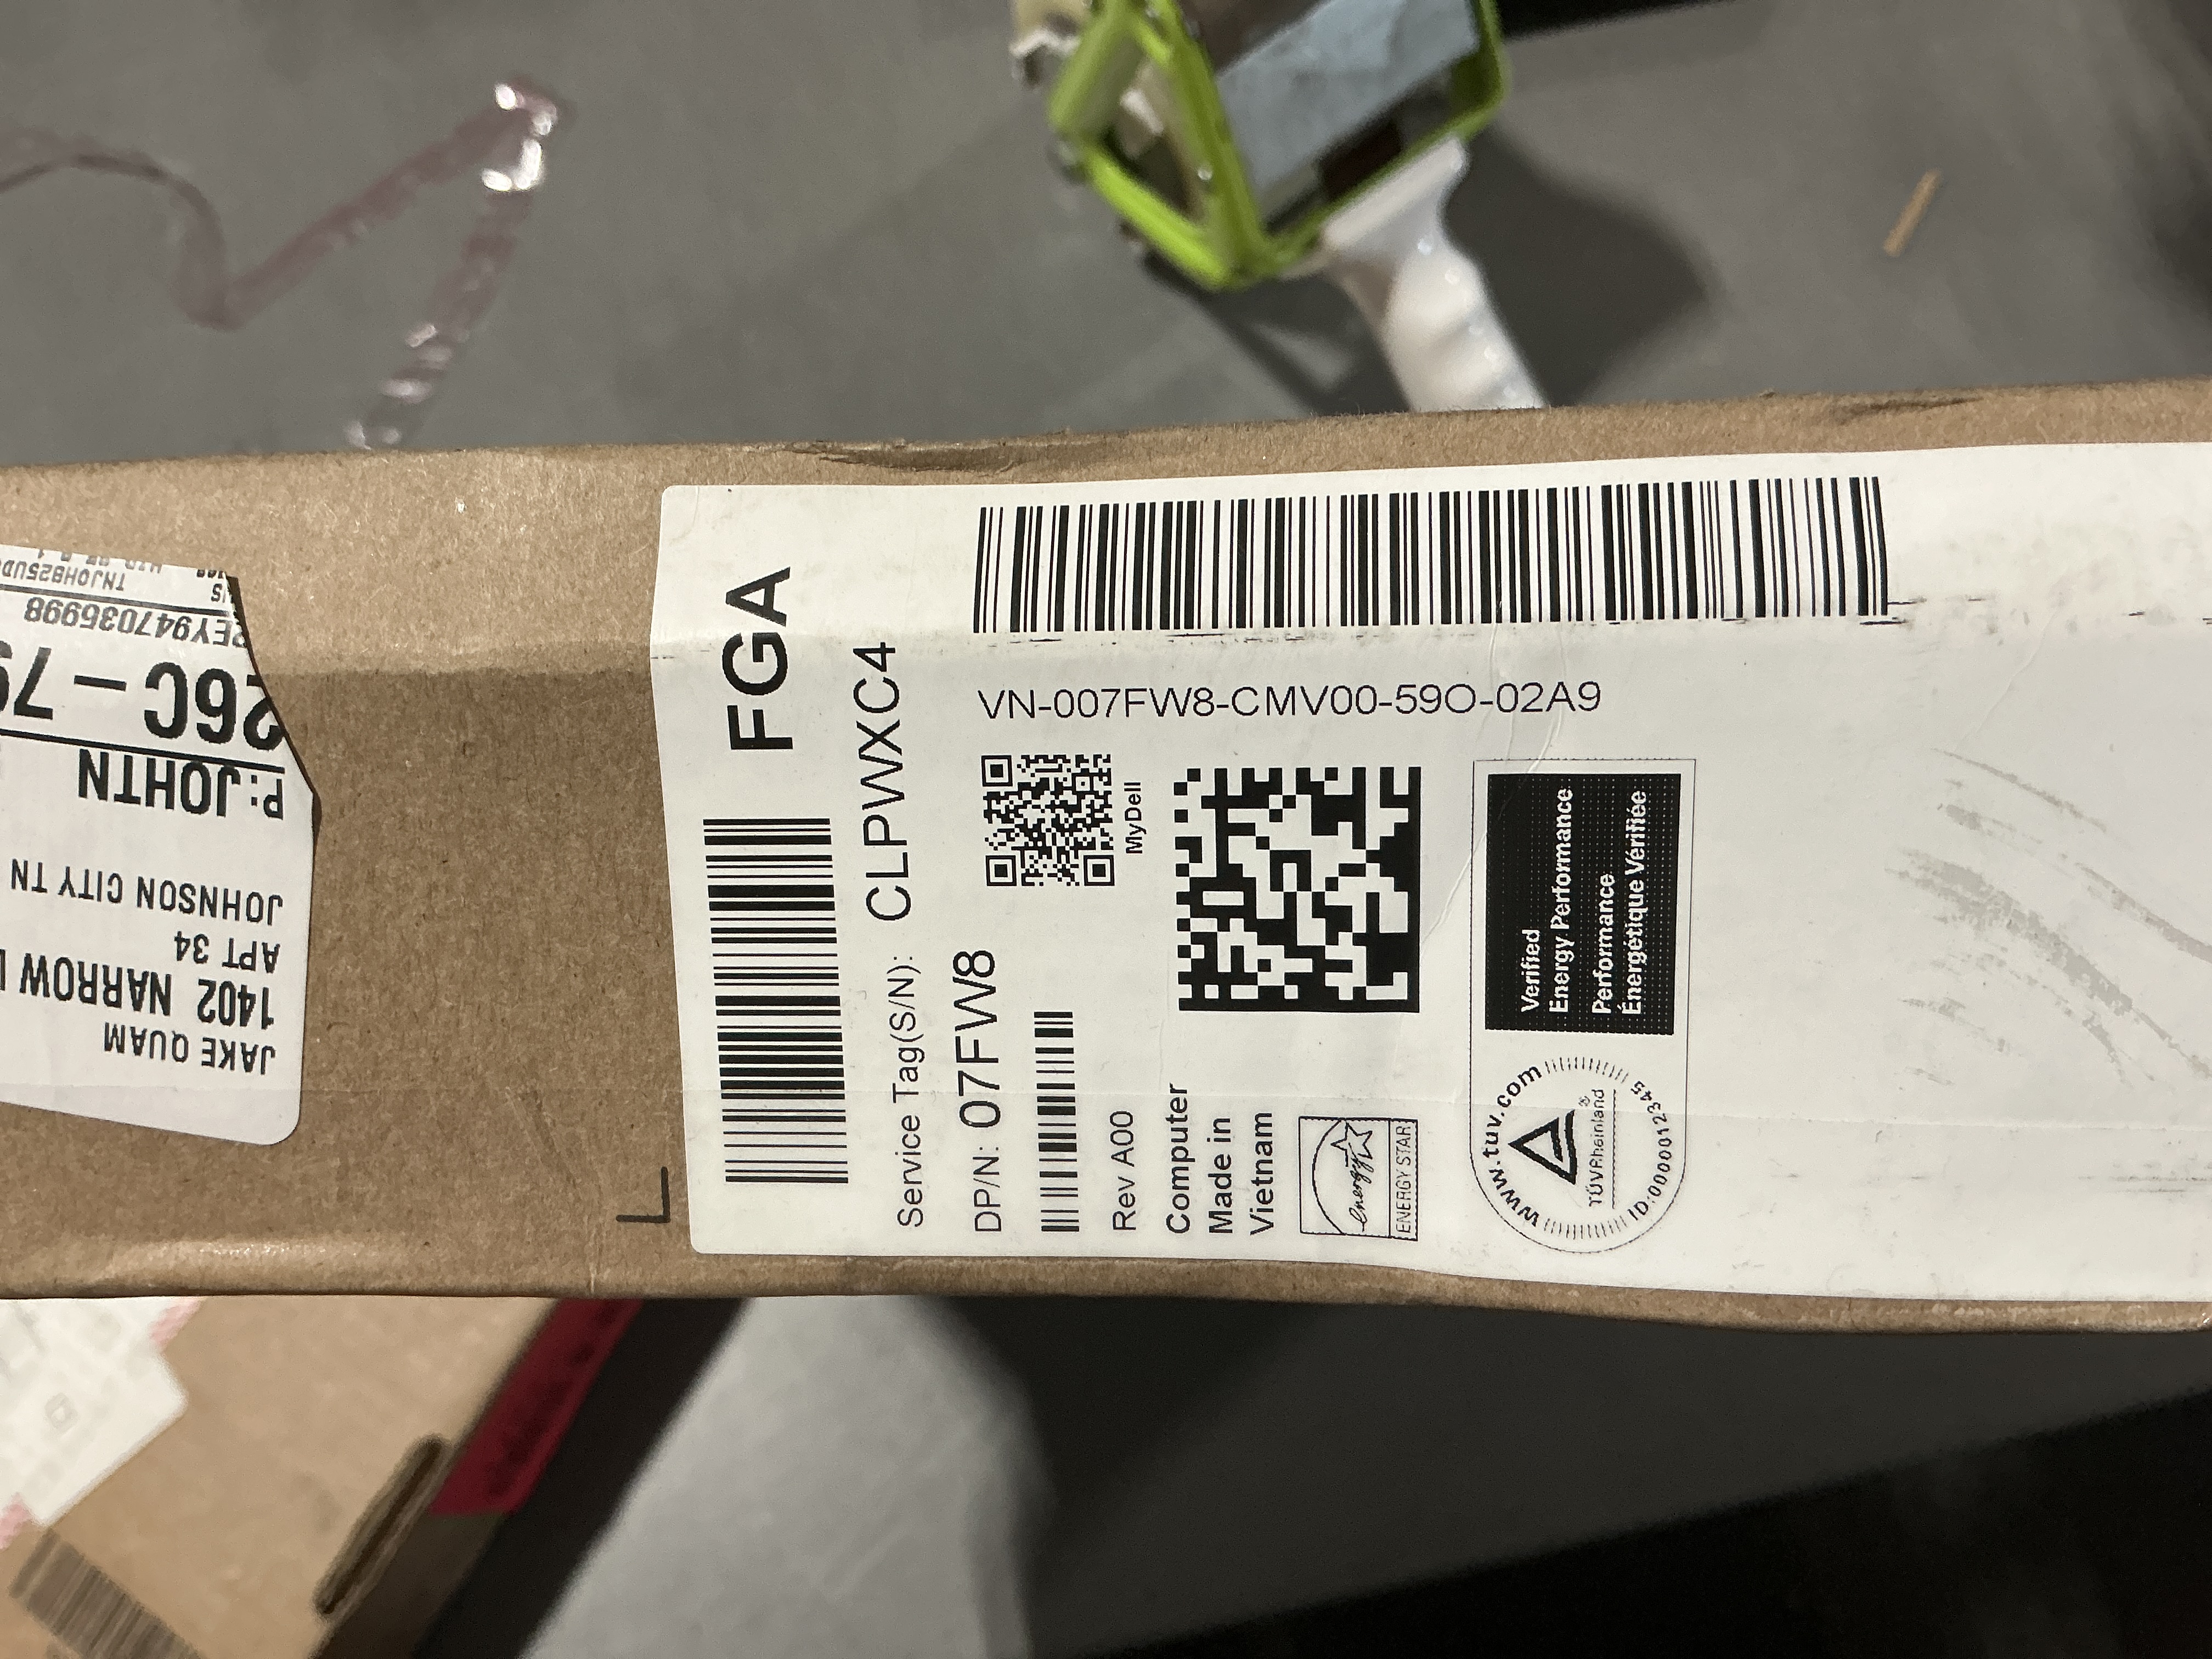 FGA
Service Tag(S/N): CLPWXC4
DP/N: 07FW8
Rev A00
Computer
Made in
Vietnam
MyDell
VN-007FW8-CMV00-59O-02A9
energy
ENERGY STAR
Verified
Energy Performance
Performance
Énergétique Vérifiée
www.tuv.com
TÜVRheinland®
ID:0000012345
L
JAKE QUAM
1402 NARROW
APT 34
JOHNSON CITY TN
P: JOHTN
26C-7
EY947036998